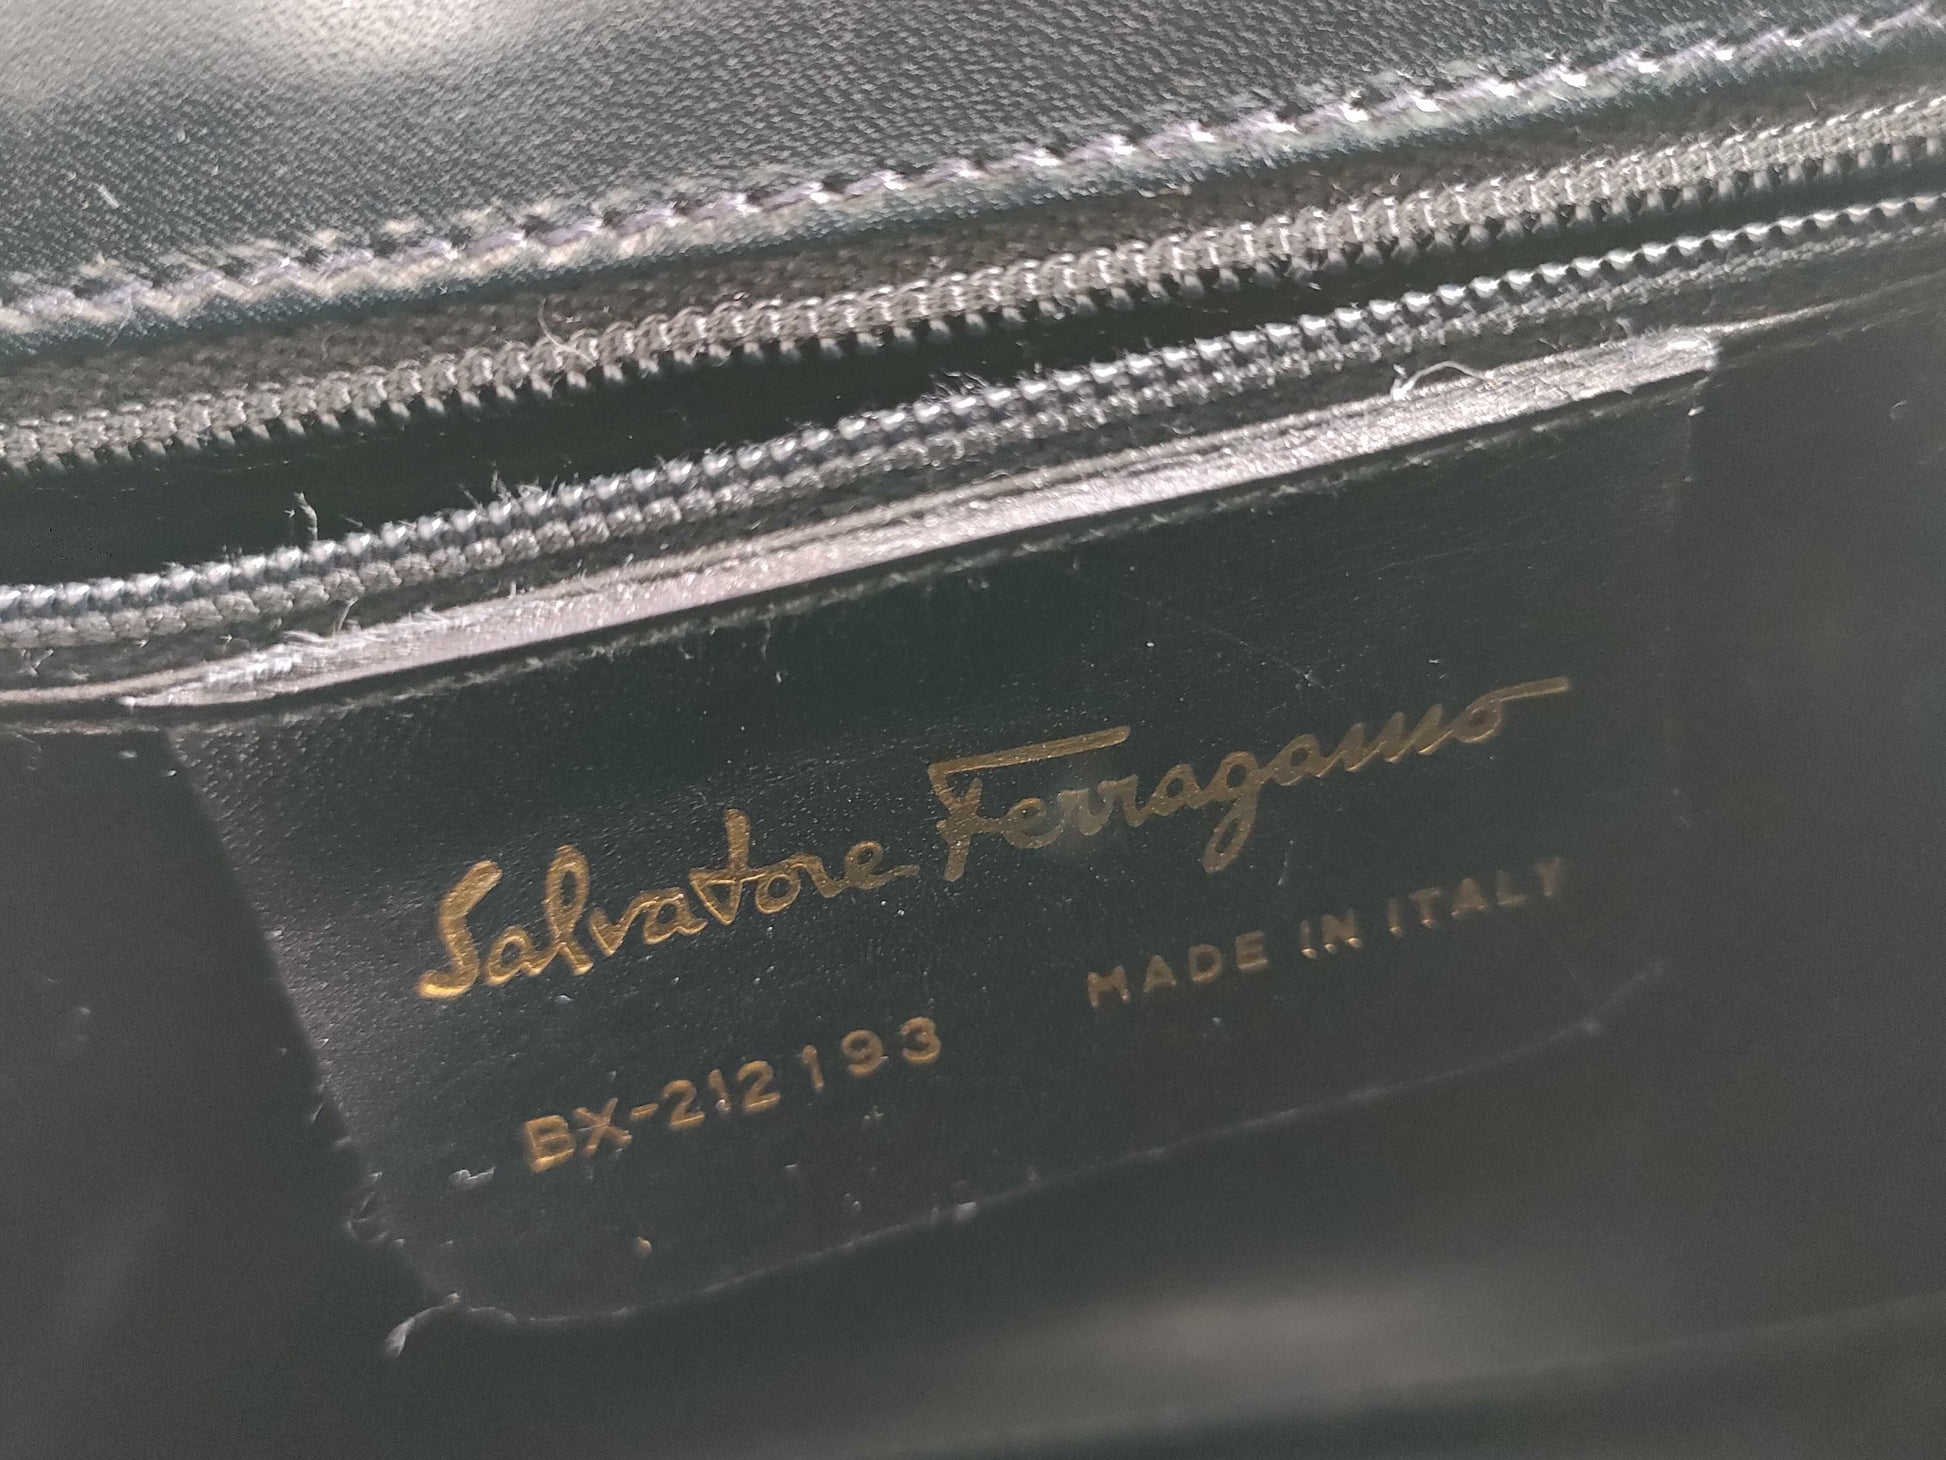 Salvatore Ferragamo
BX-212193 MADE IN ITALY